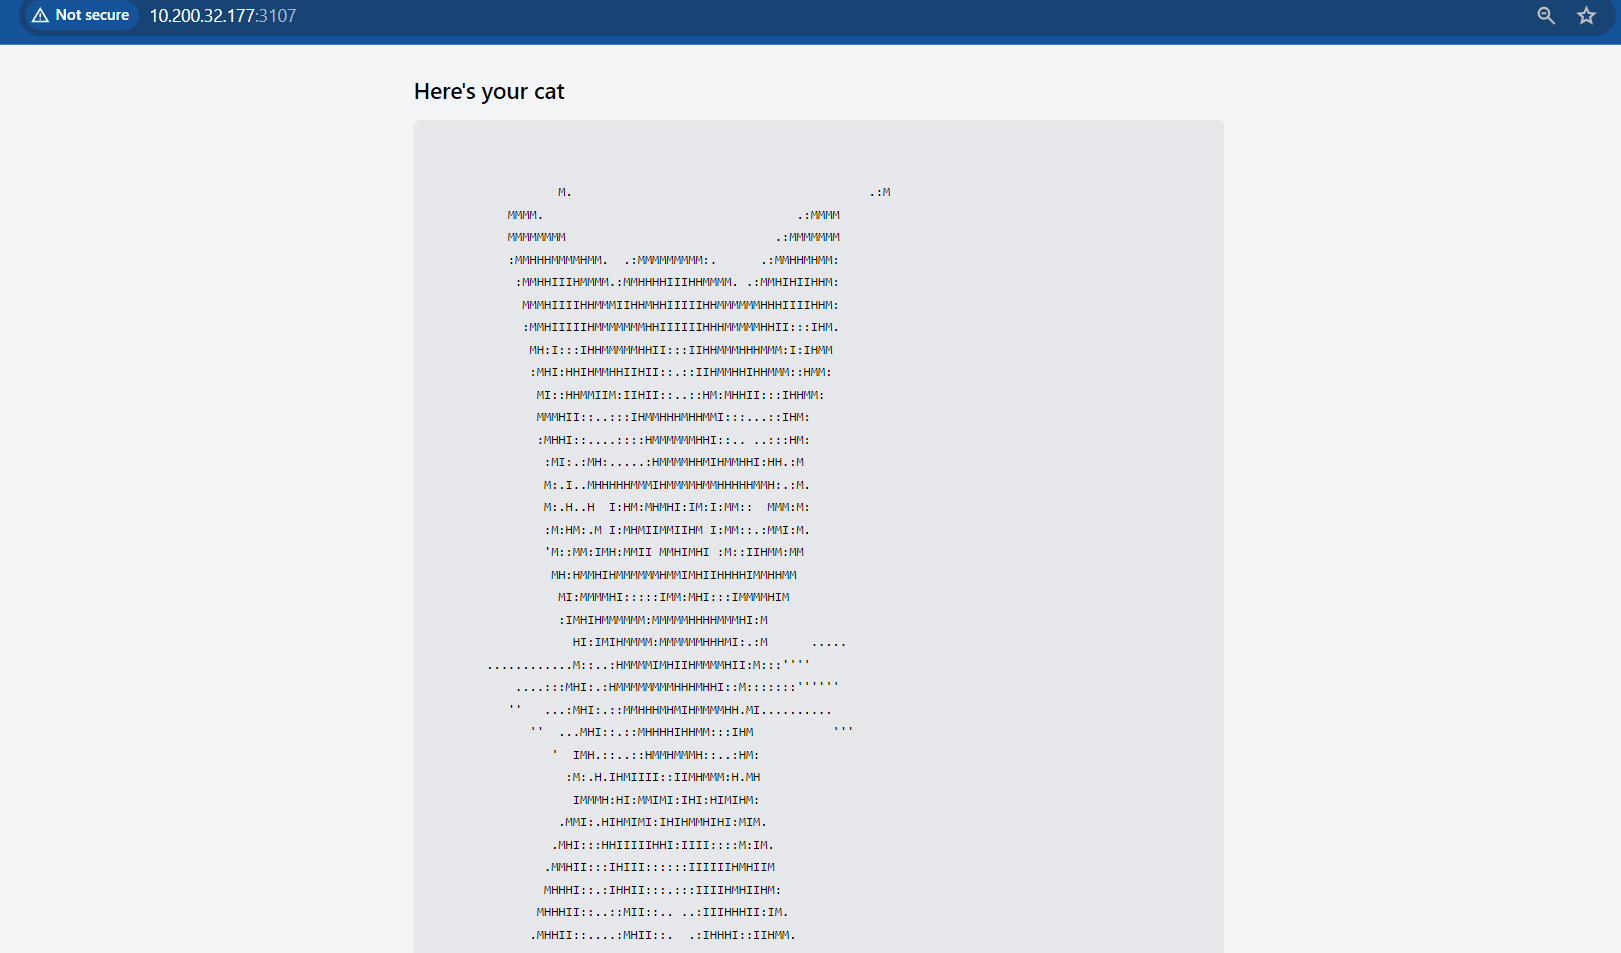 Not secure 10.200.32.177:3107
Here's your cat
M. .:M
MMMM. .:MMMM
MMMMMMMM .:MMMMMMM
:MMHHHMMMMHMM. .:MMMMMMMMM:. .:MMHHMHMM:
:MMHHIIIHMMMM.:MMHHHHIIIHHMMMM. .:MMHIHIIHHM:
MMMHIIIIHHMMMIIHHMHHIIIIIHHMMMMMMHHHIIIIHHM:
:MMHIIIIIHMMMMMMMHHIIIIIIHHHMMMMMHHII:::IHM.
MH:I:::IHHMMMMMHHII:::IIHHMMMHHHMMM:I:IHMM
:MHI:HHIHMMHHIIHII::.::IIHMMHHIHHMMM::HMM:
MI::HHMMIIM:IIHII::..::HM:MHHII:::IHHMM:
MMMHII::..:::IHMMHHHMHHMMI:::...::IHM:
:MHHI::....::::HMMMMMMHHI::.. ..:::HM:
:MI:.:MH:.....:HMMMMHHMIHMMHHI:HH.:M
M:.I..MHHHHHMMMIHMMMMHMMHHHHHMMH:.:M.
M:.H..H I:HM:MHMHI:IM:I:MM:: MMM:M:
:M:HM:.M I:MHMIIMMIIHM I:MM::.:MMI:M.
'M::MM:IMH:MMII MMHIMHI :M::IIHMM:MM
MH:HMMHIHMMMMMMHMMIMHIIHHHHIMMHHMM
MI:MMMMHI:::::IMM:MHI:::IMMMMHIM
:IMHIHMMMMMM:MMMMMHHHHMMMHI:M
HI:IMIHMMMM:MMMMMMHHHMI:.:M .....
............M::..:HMMMMIMHIIHMMMMHII:M:::''''
....:::MHI:.:HMMMMMMMMHHHMHHI::M:::::::''''''
'' ...:MHI:.::MMHHHMHMIHMMMMHH.MI..........
'' ...MHI::.::MHHHHIHHMM:::IHM '''
' IMH.::..::HMMHMMMH::..:HM:
:M:.H.IHMIIII::IIMHMMM:H.MH
IMMMH:HI:MMIMI:IHI:HIMIHM:
.MMI:.HIHMIMI:IHIHMMHIHI:MIM.
.MHI:::HHIIIIIHHI:IIII::::M:IM.
.MMHII:::IHIII::::::IIIIIIHMHIIM
MHHHI::.:IHHII:::.:::IIIIHMHIIHM:
MHHHII::..::MII::.. ..:IIIHHHII:IM.
.MHHII::....:MHII::. .:IHHHI::IIHMM.